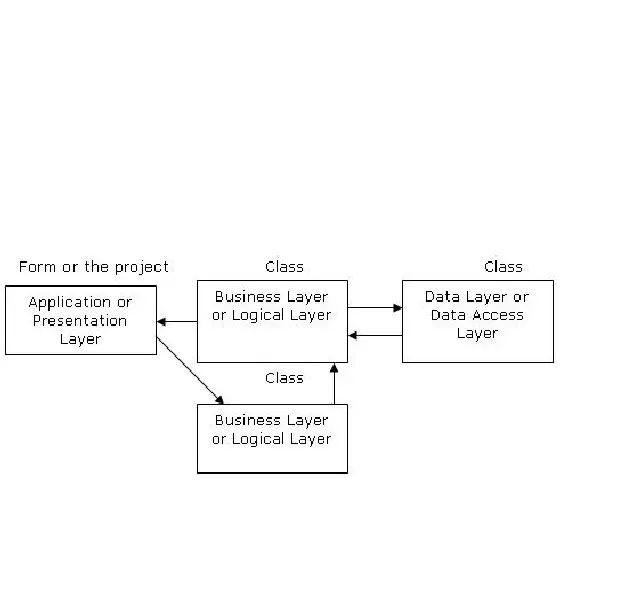 Form or the project
Class
Class
Application or
Presentation
Layer
Business Layer
or Logical Layer
Data Layer or
Data Access
Layer
Class
Business Layer
or Logical Layer